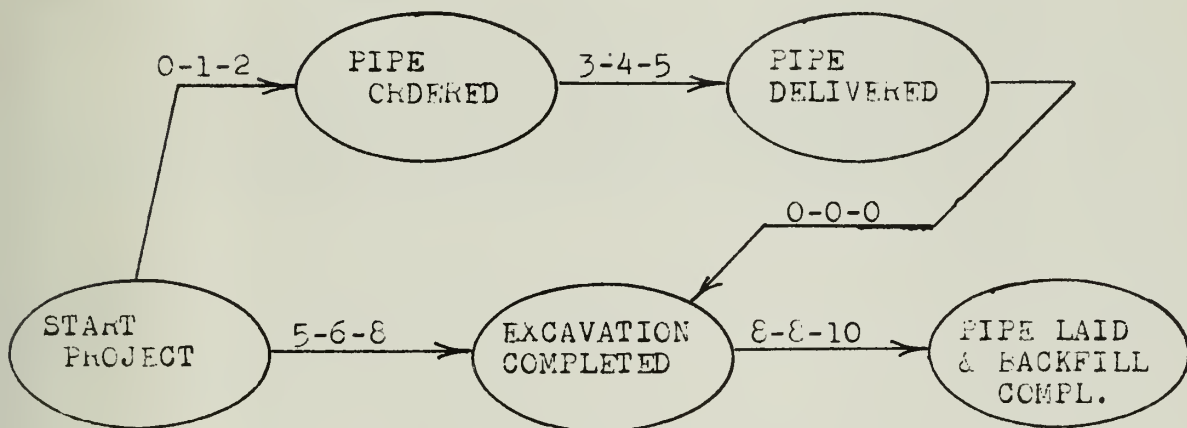 0-1-2
PIPE
ORDERED
3-4-5
PIPE
DELIVERED
0-0-0
START
PROJECT
5-6-8
EXCAVATION
COMPLETED
8-8-10
PIPE LAID
& BACKFILL
COMPL.